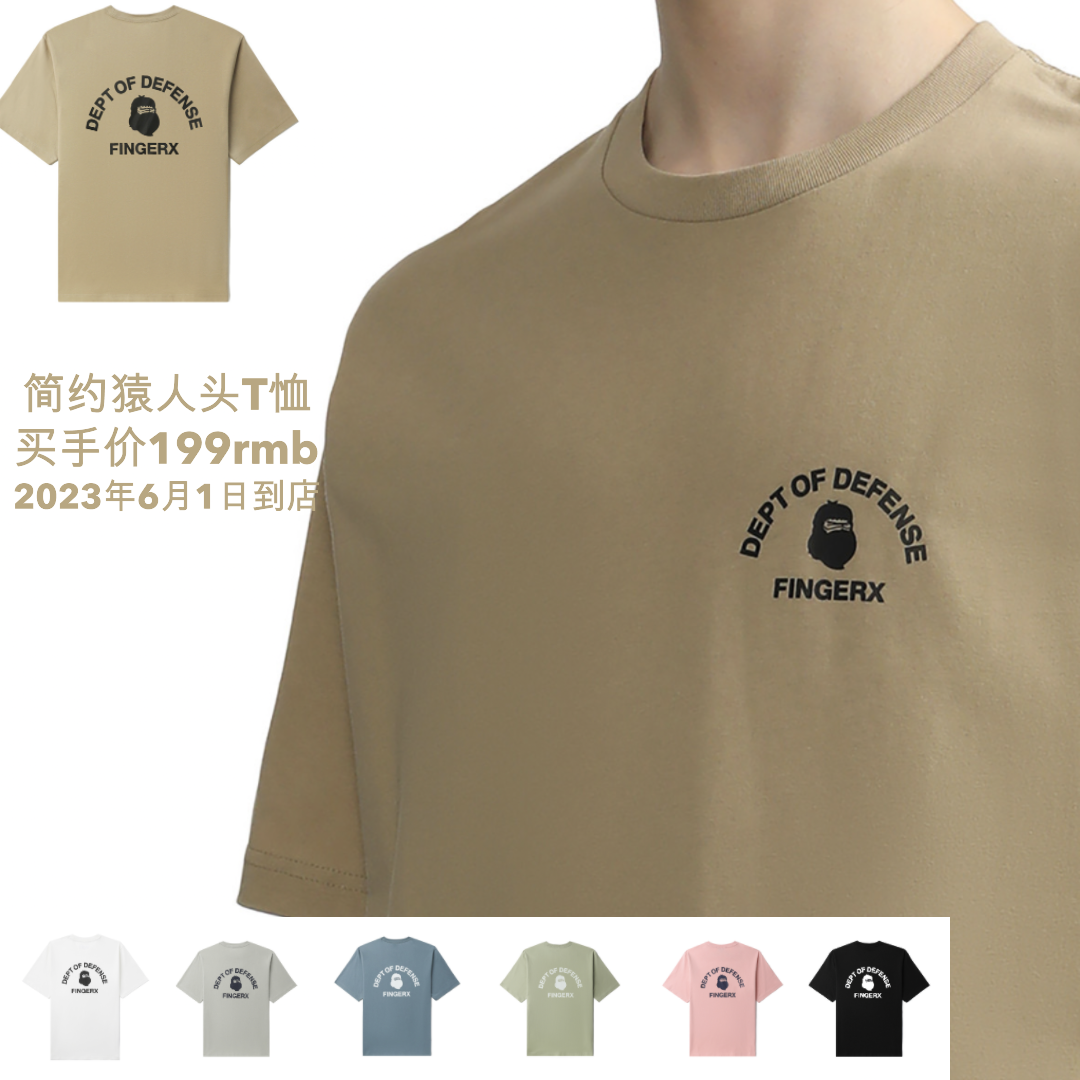 DEPT OF DEFENSE
FINGERX
简约猿人头T恤
买手价199rmb
2023年6月1日到店
DEPT OF DEFENSE
FINGERX
DEPT OF DEFENSE
FINGERX
DEPT OF DEFENSE
FINGERX
DEPT OF DEFENSE
FINGERX
DEPT OF DEFENSE
FINGERX
DEPT OF DEFENSE
FINGERX
DEPT OF DEFENSE
FINGERX